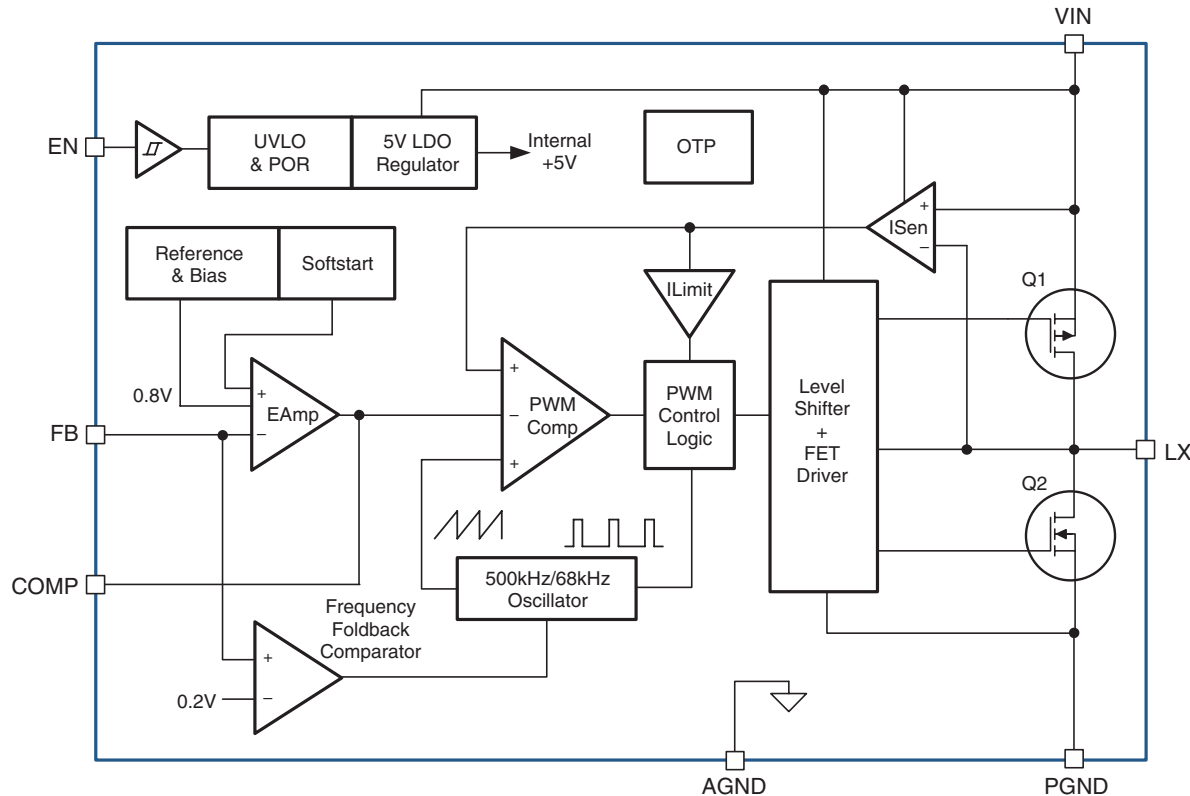 VIN
EN
UVLO
& POR
5V LDO
Regulator
Internal
+5V
OTP
+
ISen
–
Reference
& Bias
Softstart
ILimit
Q1
0.8V
+
EAmp
–
FB
+
–
PWM
Comp
+
PWM
Control
Logic
Level
Shifter
+
FET
Driver
LX
Q2
COMP
500kHz/68kHz
Oscillator
Frequency
Foldback
Comparator
+
0.2V
–
AGND
PGND